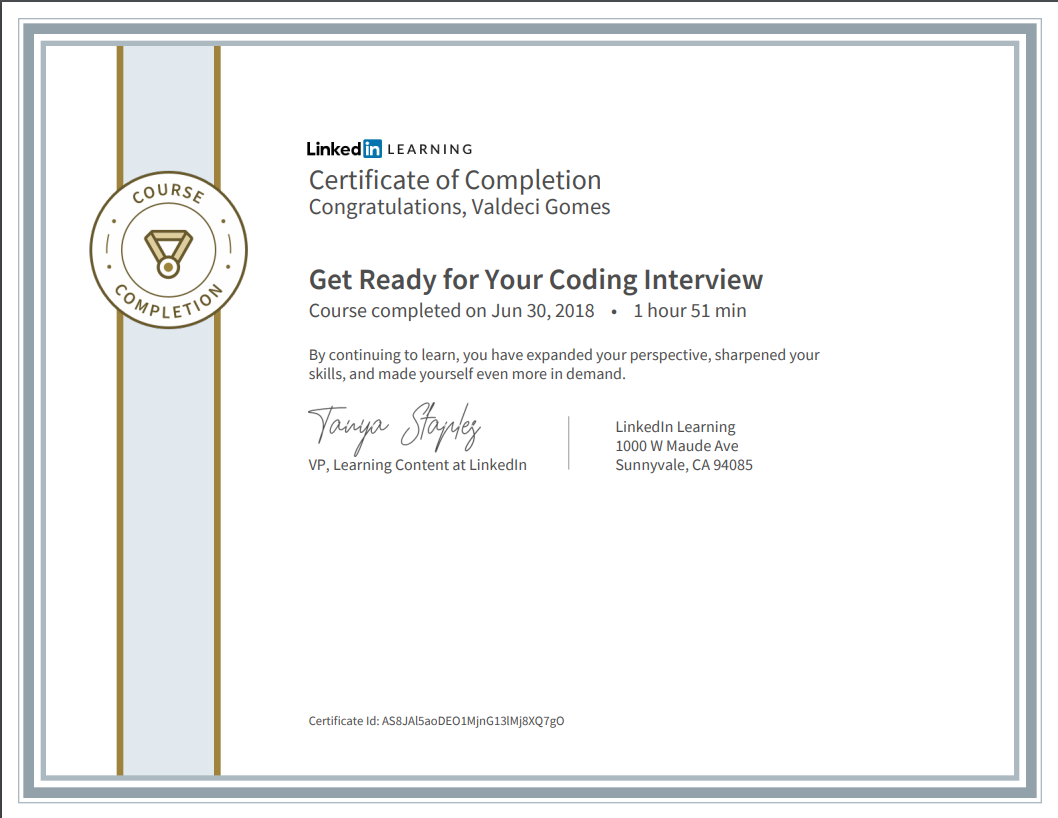 COURSE
COMPLETION
Linked in LEARNING
Certificate of Completion
Congratulations, Valdeci Gomes
Get Ready for Your Coding Interview
Course completed on Jun 30, 2018 • 1 hour 51 min
By continuing to learn, you have expanded your perspective, sharpened your
skills, and made yourself even more in demand.
Tanya Staples
VP, Learning Content at LinkedIn
LinkedIn Learning
1000 W Maude Ave
Sunnyvale, CA 94085
Certificate Id: AS8JAl5aoDEO1MjnG13lMj8XQ7gO